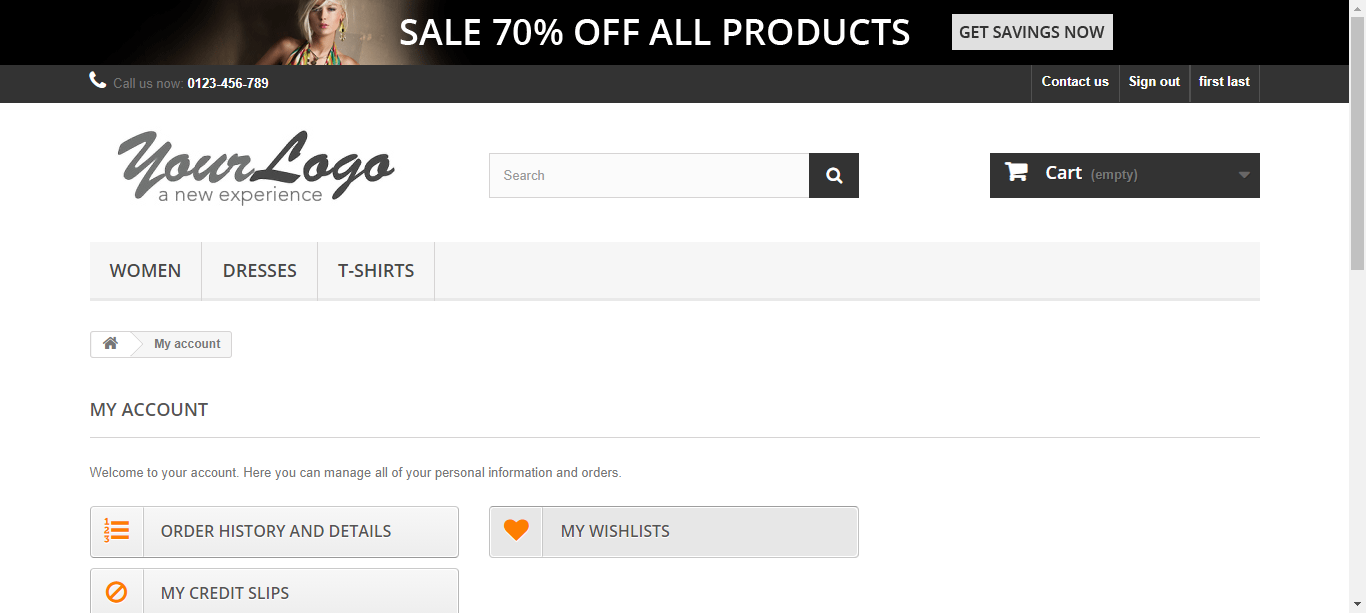 SALE 70% OFF ALL PRODUCTS GET SAVINGS NOW
Call us now: 0123-456-789 Contact us Sign out first last
Your Logo
a new experience
Search
Cart (empty)
WOMEN DRESSES T-SHIRTS
My account
MY ACCOUNT
Welcome to your account. Here you can manage all of your personal information and orders.
ORDER HISTORY AND DETAILS MY WISHLISTS
MY CREDIT SLIPS